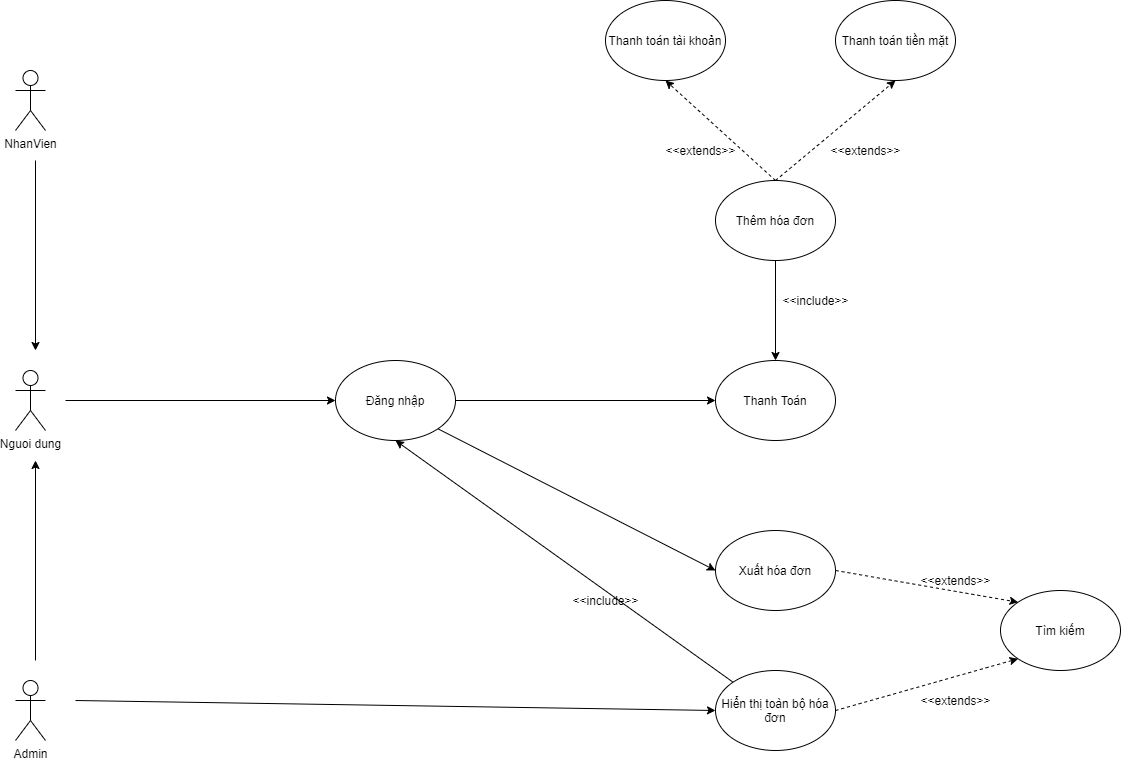 Thanh toán tài khoản
Thanh toán tiền mặt
NhanVien
<<extends>>
<<extends>>
Thêm hóa đơn
<<include>>
Đăng nhập
Thanh Toán
Nguoi dung
Xuất hóa đơn
<<extends>>
<<include>>
Tìm kiếm
Hiển thị toàn bộ hóa
đơn
<<extends>>
Admin